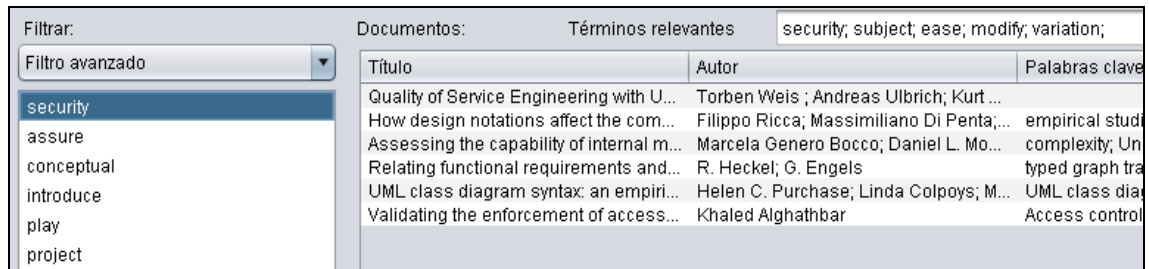 Filtrar: Documentos: Términos relevantes security; subject; ease; modify; variation;
Filtro avanzado
Título Autor Palabras clave
security
assure
conceptual
introduce
play
project
Quality of Service Engineering with U... Torben Weis ; Andreas Ulbrich; Kurt ...
How design notations affect the com... Filippo Ricca; Massimiliano Di Penta;... empirical studi
Assessing the capability of internal m... Marcela Genero Bocco; Daniel L. Mo... complexity; Un
Relating functional requirements and... R. Heckel; G. Engels typed graph tra
UML class diagram syntax: an empiri... Helen C. Purchase; Linda Colpoys; M... UML class dia
Validating the enforcement of access... Khaled Alghathbar Access control